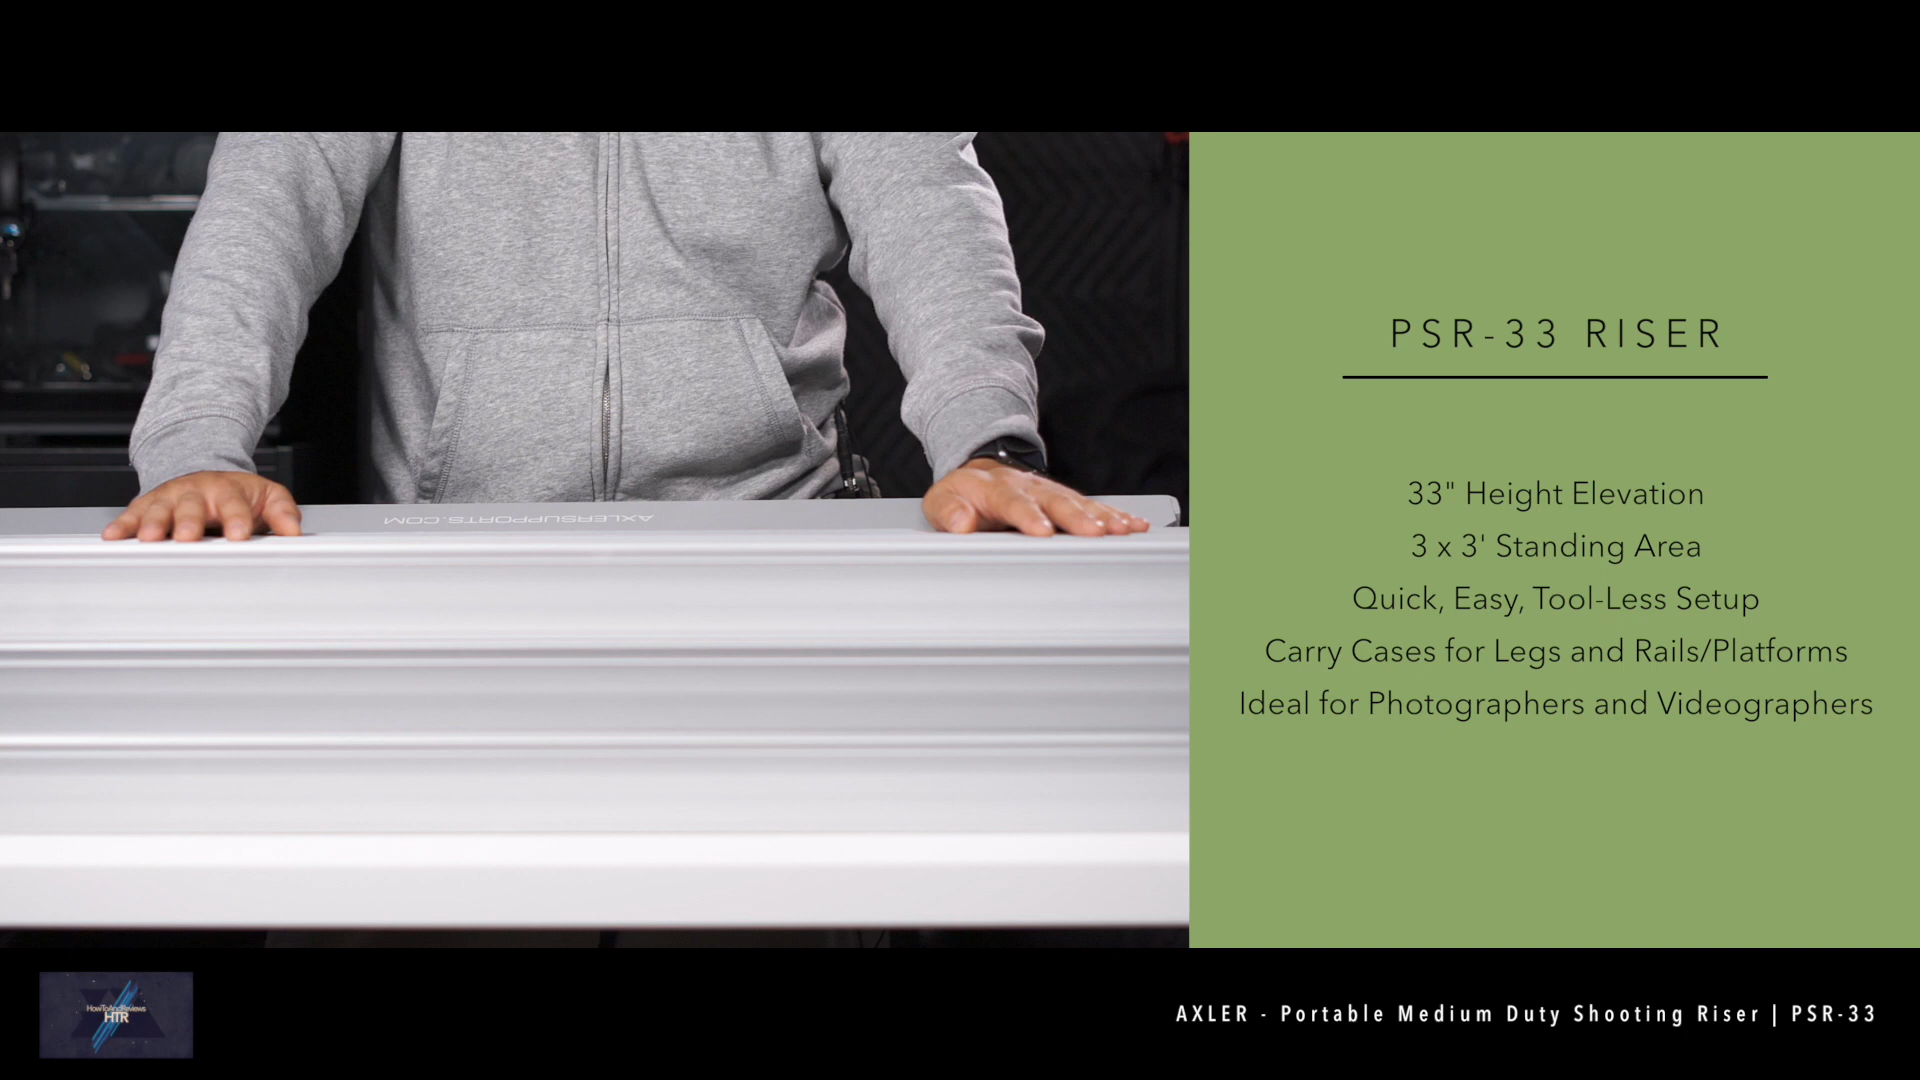 AXLERSUPPORTS.COM
PSR-33 RISER
33" Height Elevation
3 x 3' Standing Area
Quick, Easy, Tool-Less Setup
Carry Cases for Legs and Rails/Platforms
Ideal for Photographers and Videographers
HowToAndReviews
HTR
AXLER - Portable Medium Duty Shooting Riser | PSR-33